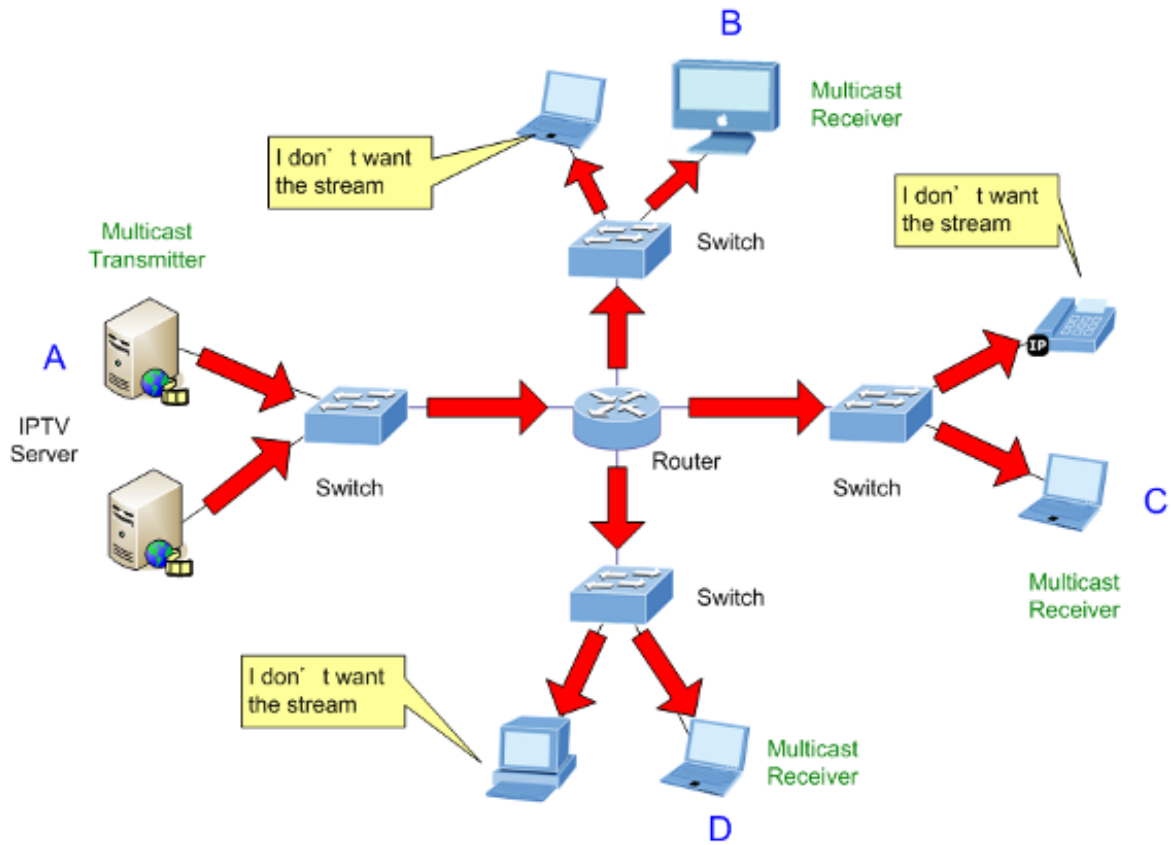 B
Multicast
Receiver
I don't want
the stream
I don't want
the stream
Switch
Multicast
Transmitter
A
IP
IPTV
Server
Switch
Router
Switch
C
Multicast
Receiver
Switch
I don't want
the stream
Multicast
Receiver
D